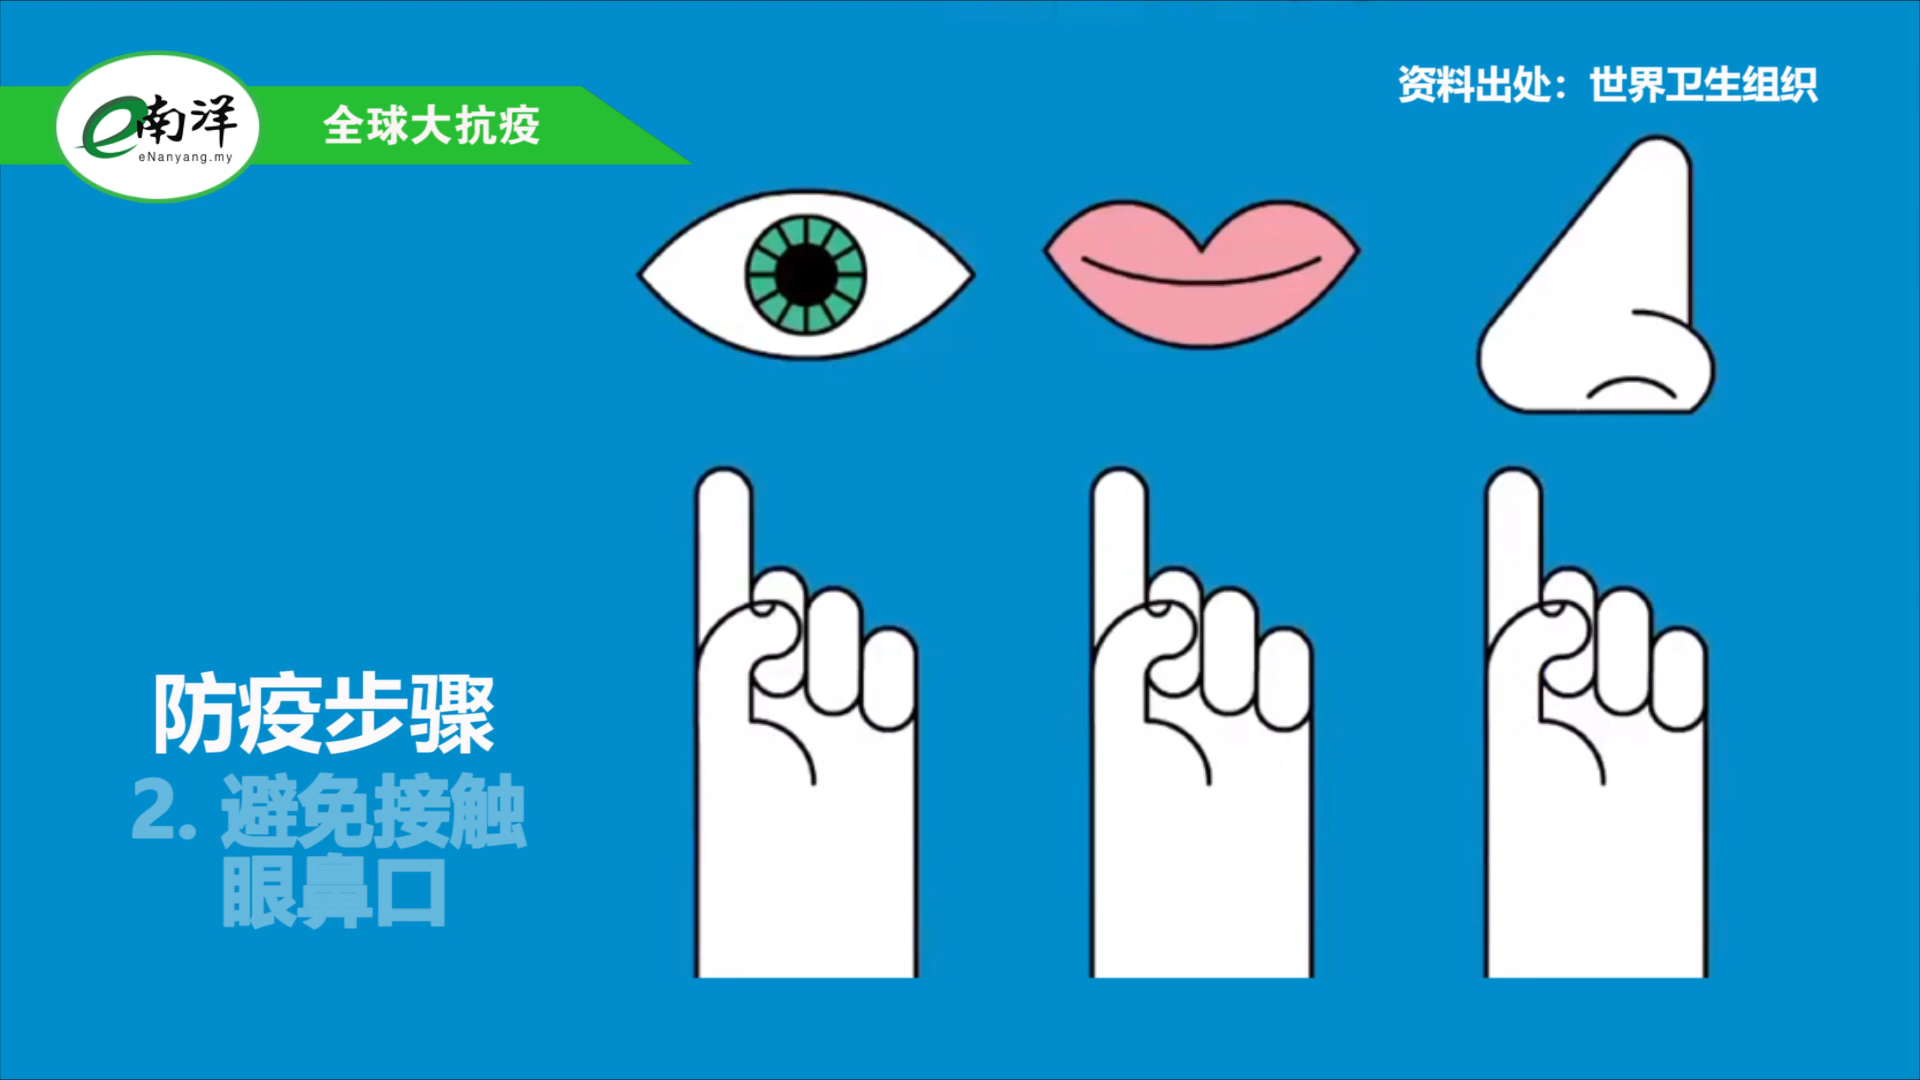 e南洋
eNanyang.my
全球大抗疫
资料出处：世界卫生组织
防疫步骤
2. 避免接触
眼鼻口